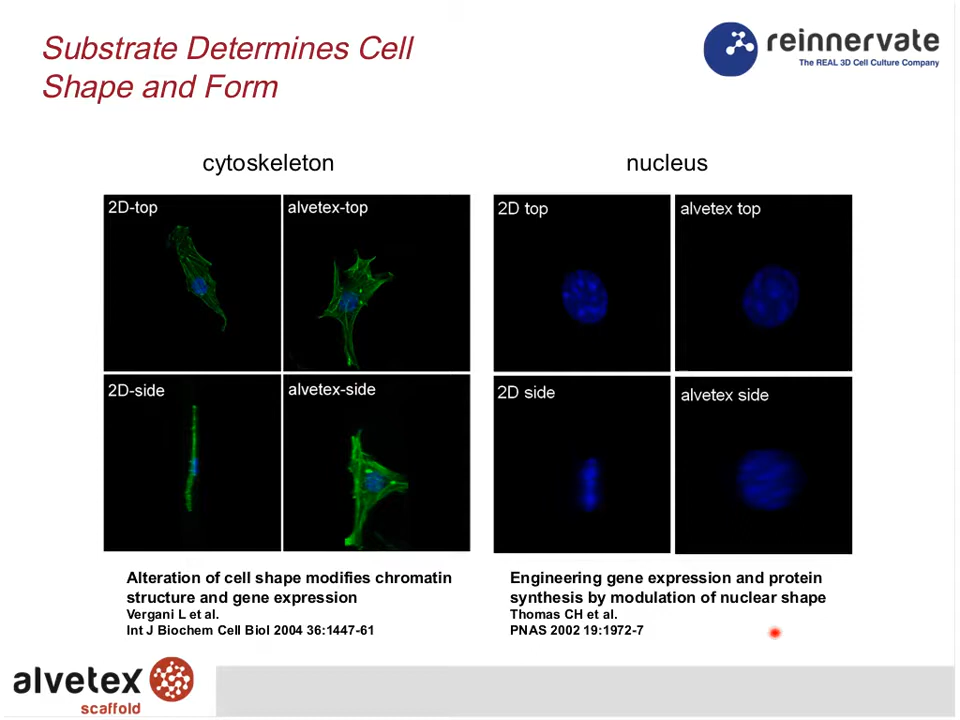 Substrate Determines Cell
Shape and Form
reinnervate
The REAL 3D Cell Culture Company
cytoskeleton
nucleus
2D-top
alvetex-top
2D top
alvetex top
2D-side
alvetex-side
2D side
alvetex side
Alteration of cell shape modifies chromatin
structure and gene expression
Vergani L et al.
Int J Biochem Cell Biol 2004 36:1447-61
Engineering gene expression and protein
synthesis by modulation of nuclear shape
Thomas CH et al.
PNAS 2002 19:1972-7
alvetex
scaffold